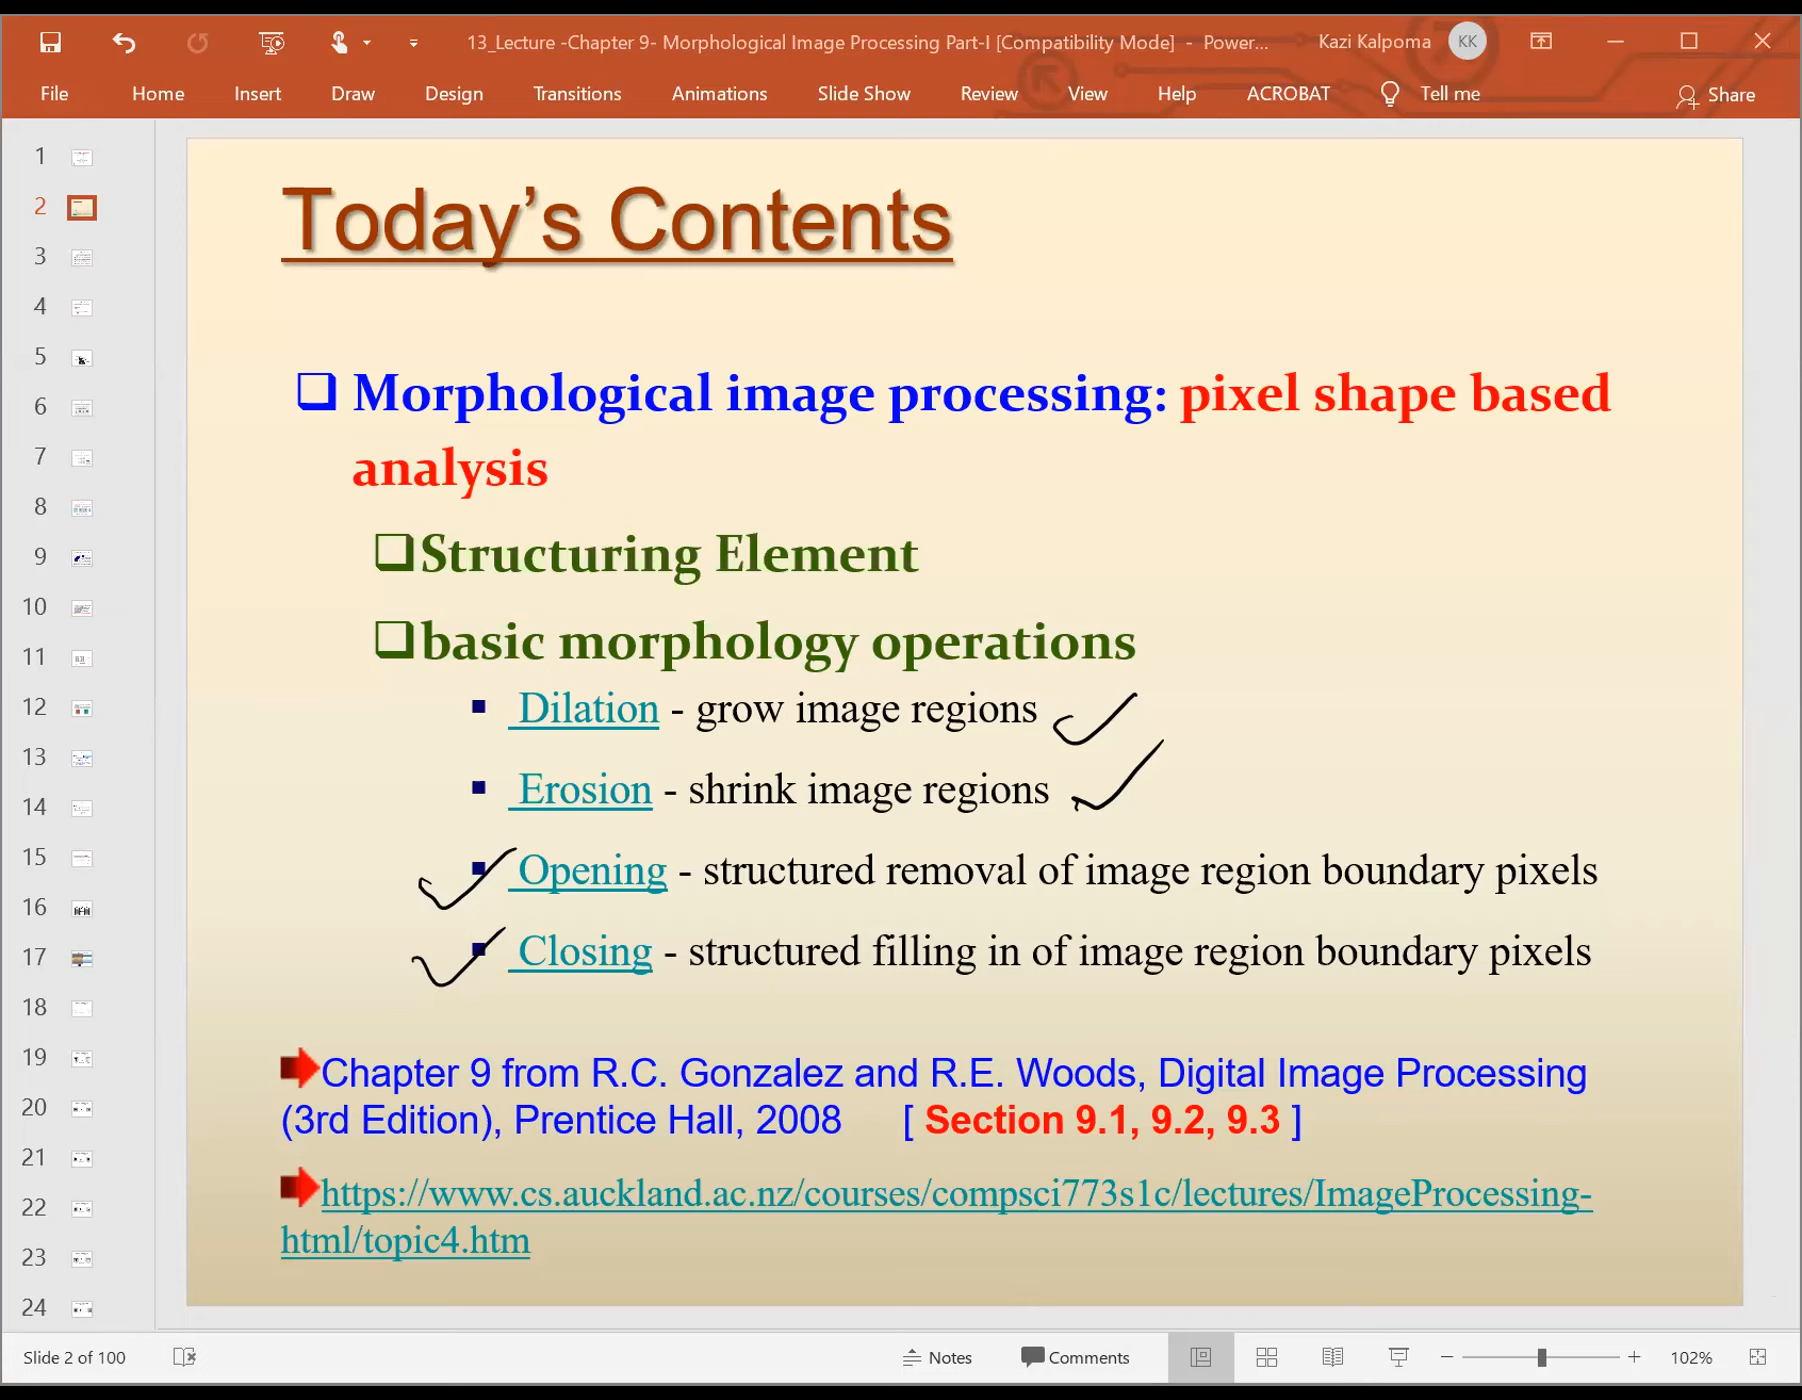 13_Lecture -Chapter 9- Morphological Image Processing Part-I [Compatibility Mode] - Power...
Kazi Kalpoma
KK
File Home Insert Draw Design Transitions Animations Slide Show Review View Help ACROBAT Tell me Share
1
2
3
4
5
6
7
8
9
10
11
12
13
14
15
16
17
18
19
20
21
22
23
24
Today's Contents
Morphological image processing: pixel shape based
analysis
Structuring Element
basic morphology operations
Dilation - grow image regions
Erosion - shrink image regions
Opening - structured removal of image region boundary pixels
Closing - structured filling in of image region boundary pixels
Chapter 9 from R.C. Gonzalez and R.E. Woods, Digital Image Processing
(3rd Edition), Prentice Hall, 2008 [ Section 9.1, 9.2, 9.3 ]
https://www.cs.auckland.ac.nz/courses/compsci773s1c/lectures/ImageProcessing-
html/topic4.htm
Slide 2 of 100 Notes Comments 102%